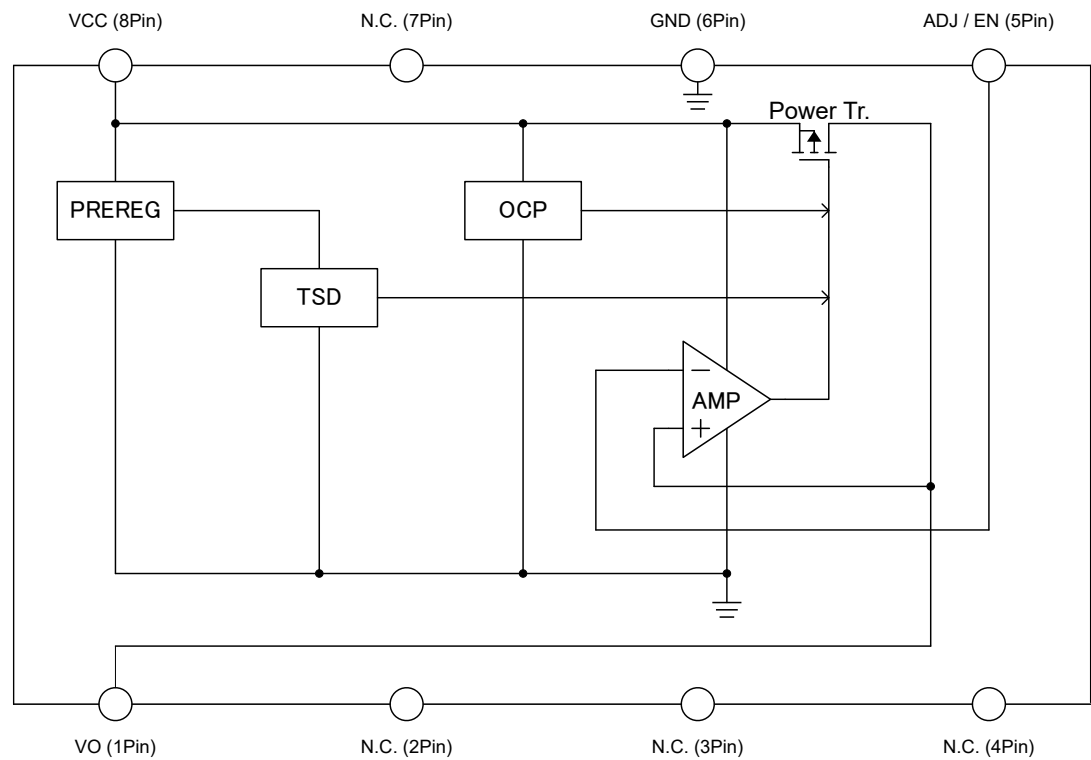 VCC (8Pin)
N.C. (7Pin)
GND (6Pin)
ADJ / EN (5Pin)
Power Tr.
PREREG
OCP
TSD
−
AMP
+
VO (1Pin)
N.C. (2Pin)
N.C. (3Pin)
N.C. (4Pin)